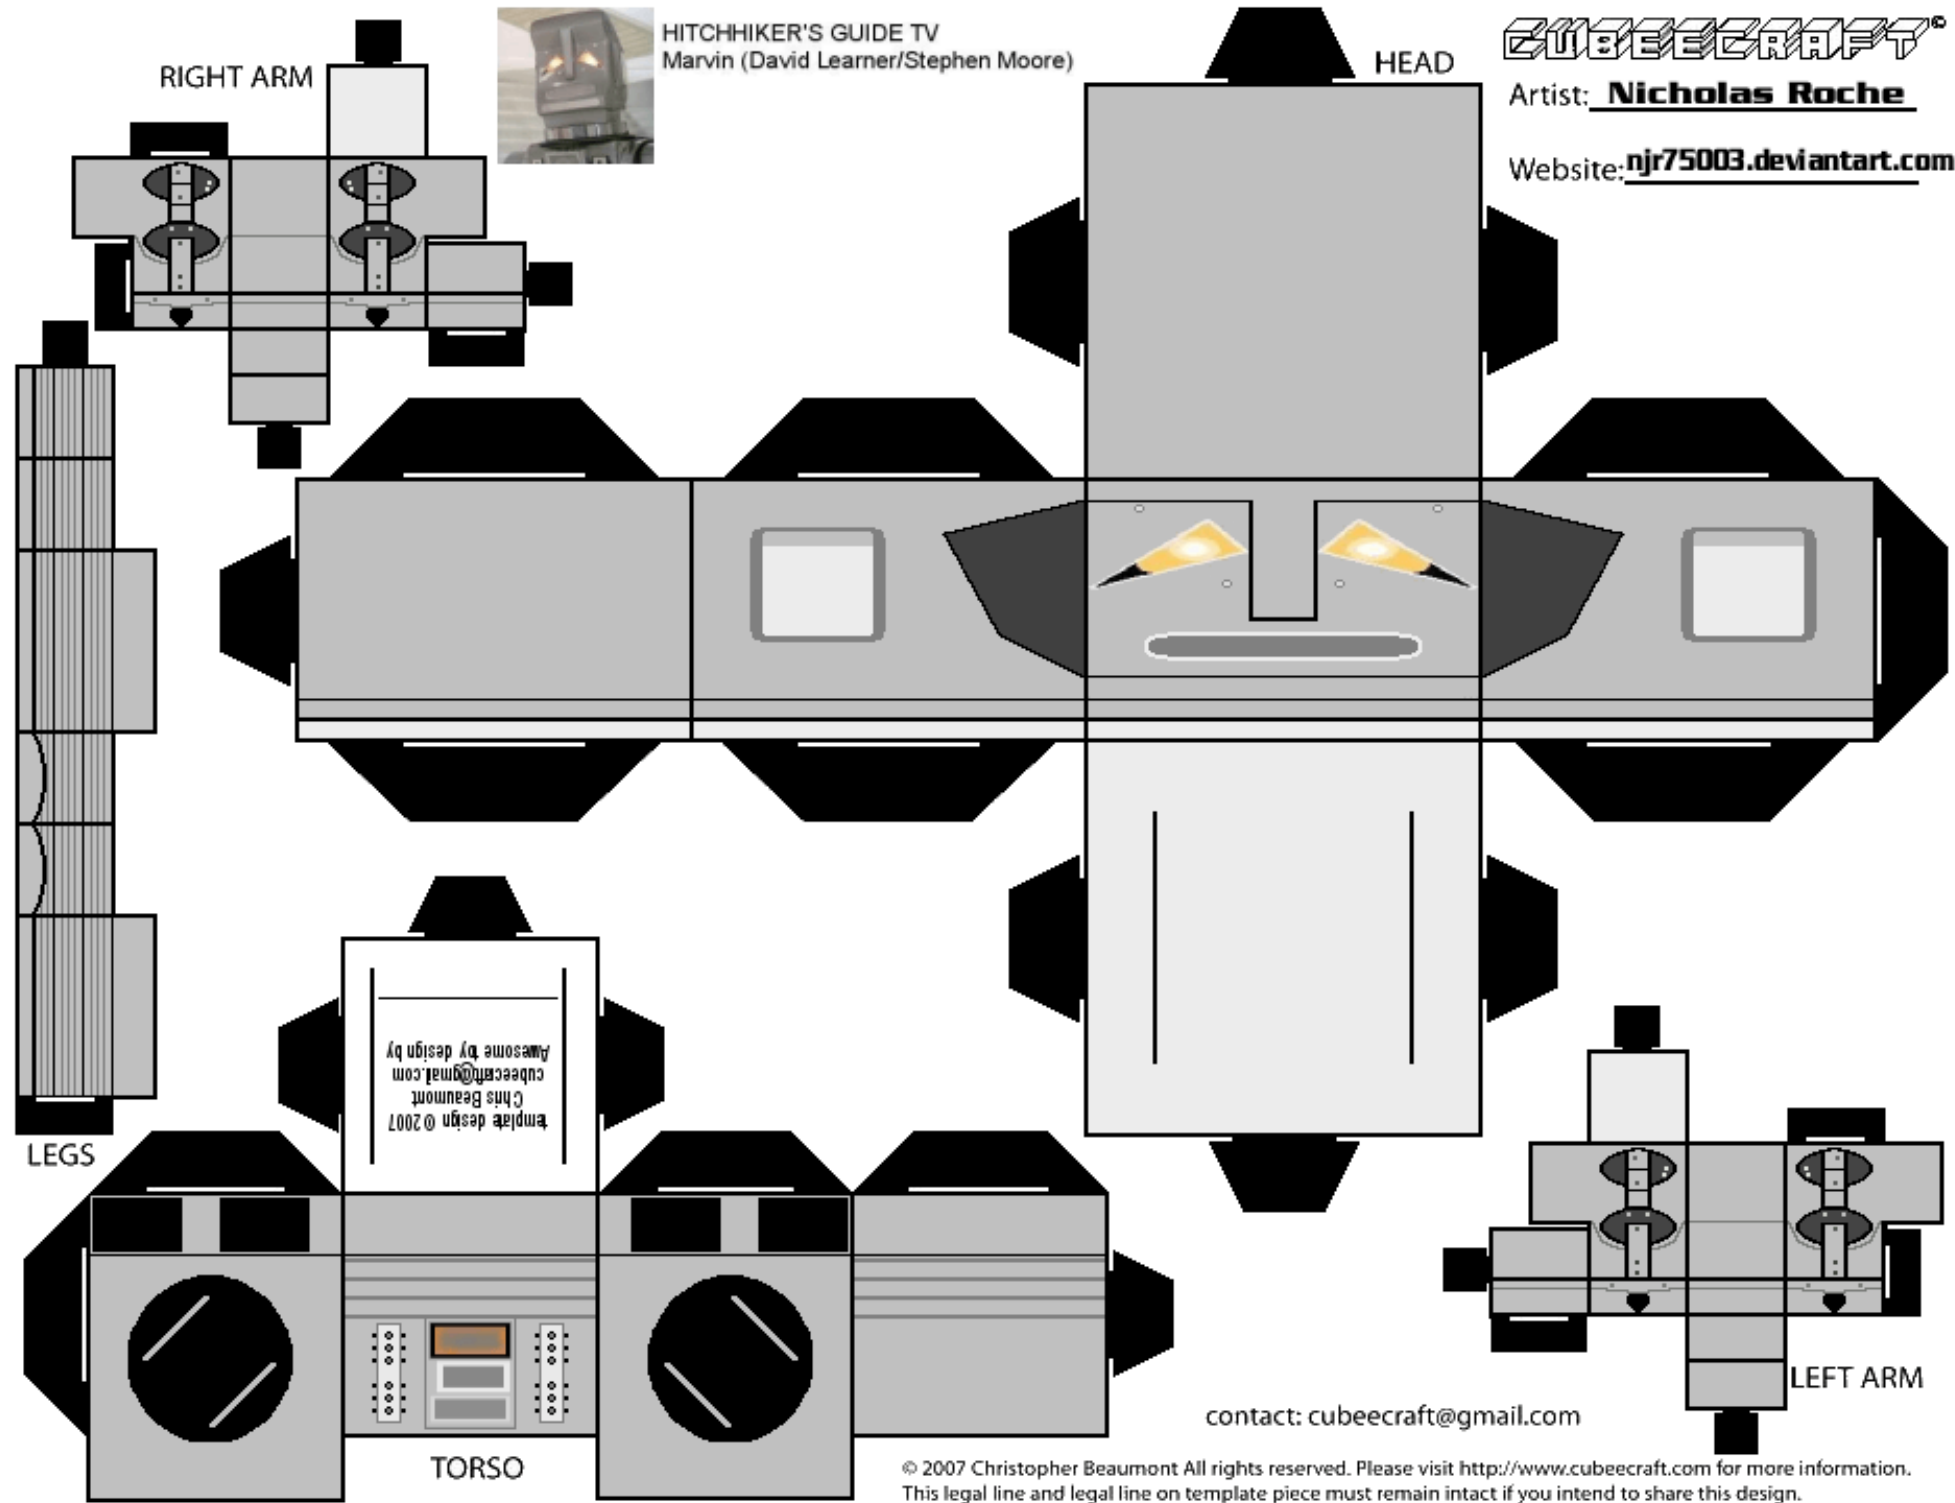 HITCHHIKER'S GUIDE TV
Marvin (David Learner/Stephen Moore)
CUBEECRAFT©
Artist: Nicholas Roche
Website: njr75003.deviantart.com
RIGHT ARM
HEAD
LEGS
Awesome toy design by
cubeecraft@gmail.com
Chris Beaumont
template design © 2007
TORSO
LEFT ARM
contact: cubeecraft@gmail.com
© 2007 Christopher Beaumont All rights reserved. Please visit http://www.cubeecraft.com for more information.
This legal line and legal line on template piece must remain intact if you intend to share this design.